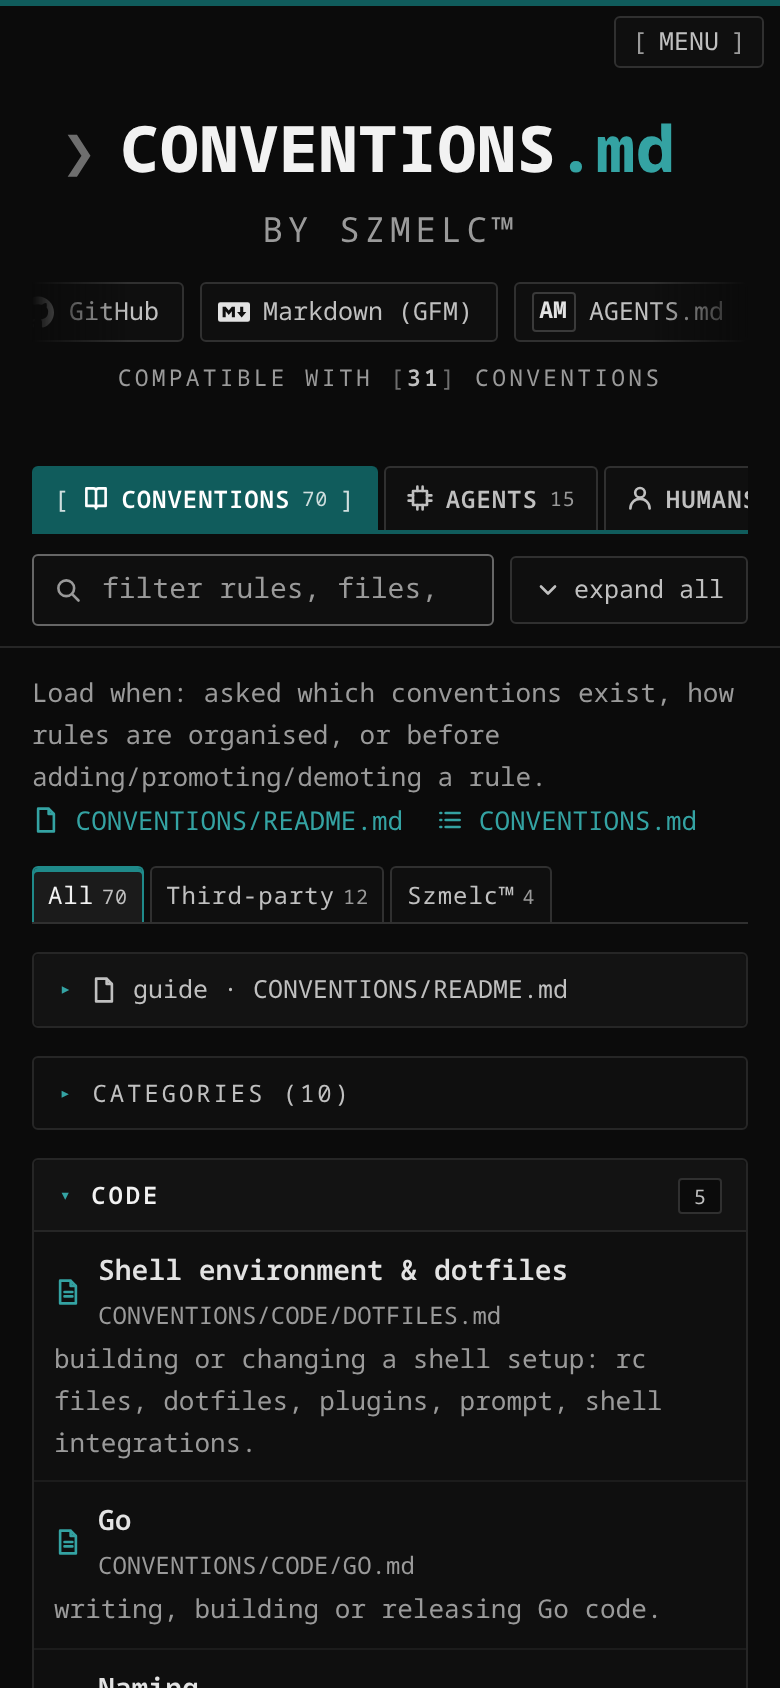 [ MENU ]
❯ CONVENTIONS.md
BY SZMELC™
GitHub
Markdown (GFM)
AM AGENTS.md
COMPATIBLE WITH [31] CONVENTIONS
[ CONVENTIONS 70 ]
AGENTS 15
HUMANS
filter rules, files,
expand all
Load when: asked which conventions exist, how
rules are organised, or before
adding/promoting/demoting a rule.
CONVENTIONS/README.md
CONVENTIONS.md
All 70
Third-party 12
Szmelc™ 4
guide · CONVENTIONS/README.md
CATEGORIES (10)
CODE
5
Shell environment & dotfiles
CONVENTIONS/CODE/DOTFILES.md
building or changing a shell setup: rc
files, dotfiles, plugins, prompt, shell
integrations.
Go
CONVENTIONS/CODE/GO.md
writing, building or releasing Go code.
Naming